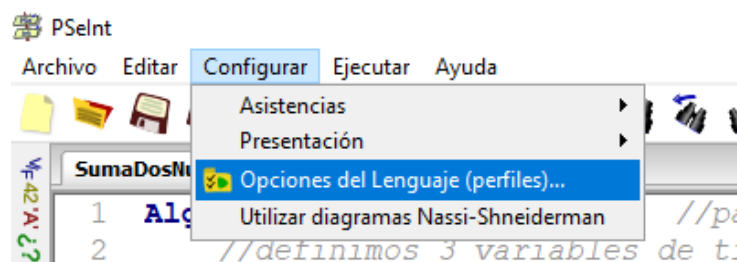 PSeInt
Archivo Editar Configurar Ejecutar Ayuda
Asistencias
Presentación
SumaDosNu
Opciones del Lenguaje (perfiles)...
1 Alg //pa
Utilizar diagramas Nassi-Shneiderman
2 //definimos 3 variables de ti
42 'A' ¿?